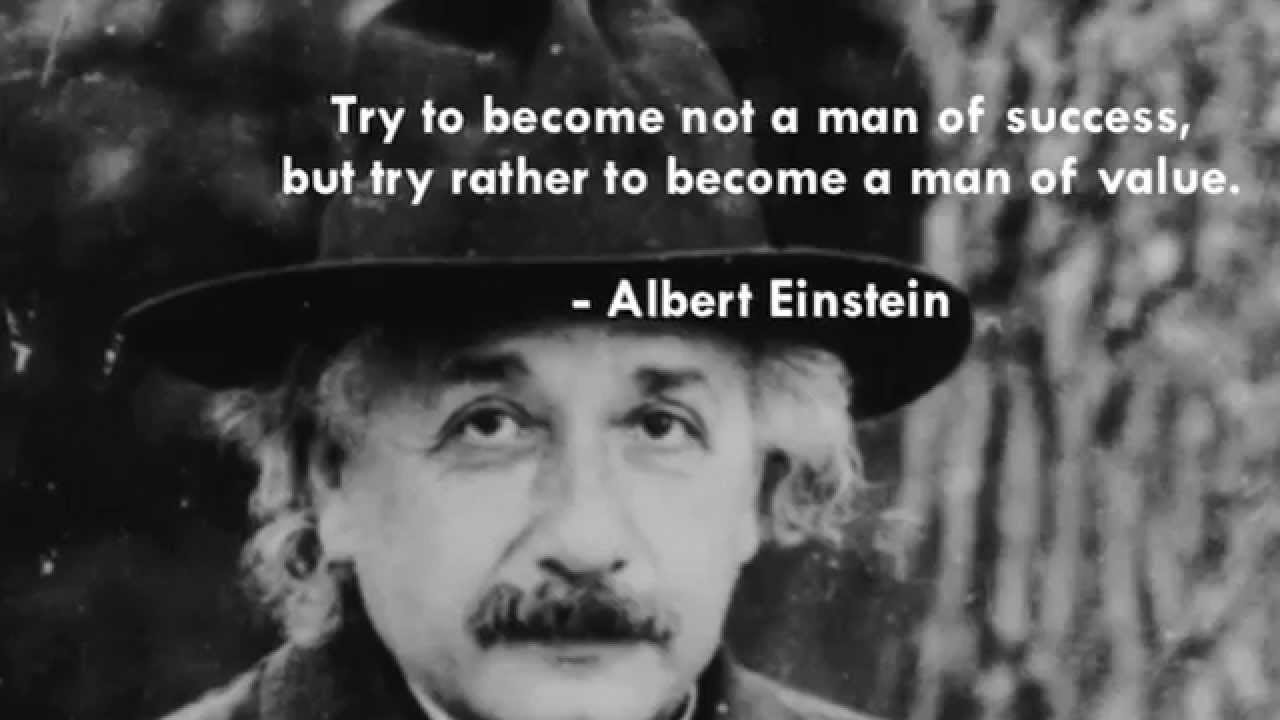 Try to become not a man of success,
but try rather to become a man of value.
- Albert Einstein